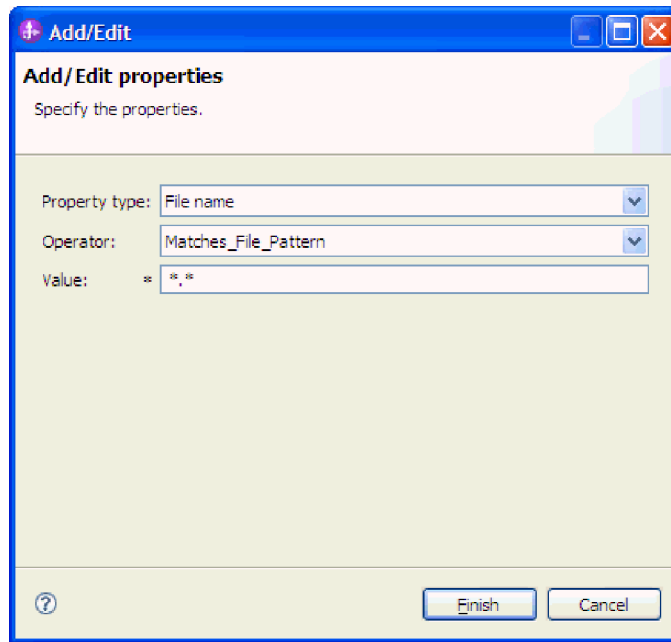 Add/Edit
Add/Edit properties
Specify the properties.
Property type: File name
Operator: Matches_File_Pattern
Value: * *.*
?
Finish Cancel